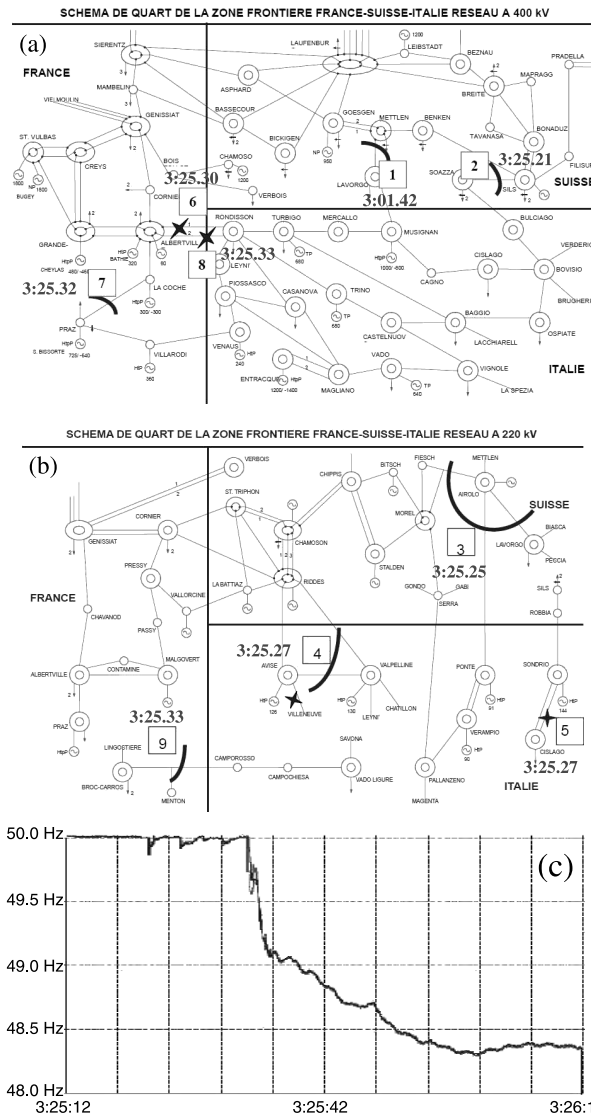 SCHEMA DE QUART DE LA ZONE FRONTIERE FRANCE-SUISSE-ITALIE RESEAU A 400 kV
(a)
FRANCE
SIERENTZ
MAMBELIN
VIELMOULIN
GENISSIAT
ST. VULBAS
CREYS
BUGEY
BOIS
3:25.30
CORNIE
6
GRANDE-
CHEYLAS
BATHIE
ALBERTVILL
3:25.32
7
LA COCHE
PRAZ
S. BISSORTE
VILLARODI
LAUFENBUR
LEIBSTADT
BEZNAU
PRADELLA
ASPHARD
BREITE
MAPRAGG
BASSECOUR
GOESGEN
METTLEN
BENKEN
TAVANASA
BONADUZ
BICKIGEN
CHAMOSO
VERBOIS
LAVORGO
1
3:01.42
SOAZZA
2
3:25.21
SILS
FILISUR
SUISSE
RONDISSON
TURBIGO
MERCALLO
MUSIGNAN
BULCIAGO
8
3:25.33
LEYNI'
CISLAGO
VERDERIO
BOVISIO
CAGNO
PIOSSASCO
CASANOVA
TRINO
BRUGHERI
BAGGIO
OSPIATE
VENAUS
CASTELNUOV
LACCHIARELL
ITALIE
ENTRACQUE
MAGLIANO
VADO
VIGNOLE
LA SPEZIA
SCHEMA DE QUART DE LA ZONE FRONTIERE FRANCE-SUISSE-ITALIE RESEAU A 220 kV
(b)
VERBOIS
GENISSIAT
CORNIER
ST. TRIPHON
CHAMOSON
CHIPPIS
BITSCH
FIESCH
METTLEN
AIROLO
SUISSE
MOREL
BIASCA
LAVORGO
PECCIA
3
3:25.25
STALDEN
PRESSY
VALLORCINE
LABATTIAZ
RIDDES
GONDO
GABI
SERRA
SILS
ROBBIA
FRANCE
CHAVANOD
PASSY
ALBERTVILLE
CONTAMINE
MALGOVERT
3:25.27
4
AVISE
VALPELLINE
VILLENEUVE
LEYNI'
CHATILLON
PONTE
SONDRIO
5
CISLAGO
3:25.27
VERAMPIO
PRAZ
3:25.33
9
LINGOSTIERE
BROC-CARROS
MENTON
CAMPOROSSO
CAMPOCHIESA
SAVONA
VADO LIGURE
PALLANZENO
MAGENTA
ITALIE
(c)
50.0 Hz
49.5 Hz
49.0 Hz
48.5 Hz
48.0 Hz
3:25:12
3:25:42
3:26:1